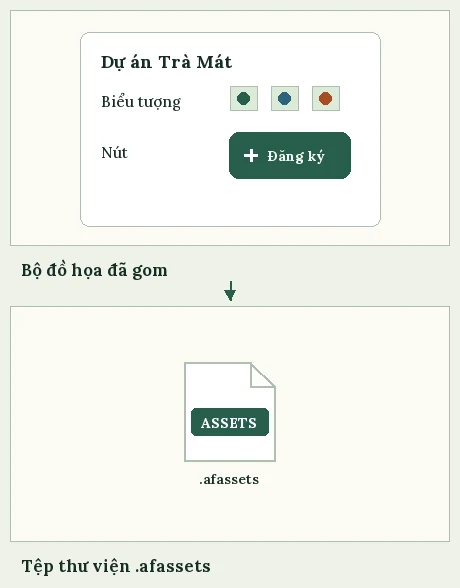 Dự án Trà Mát
Biểu tượng
Nút
+ Đăng ký
Bộ đồ họa đã gom
ASSETS
.afassets
Tệp thư viện .afassets